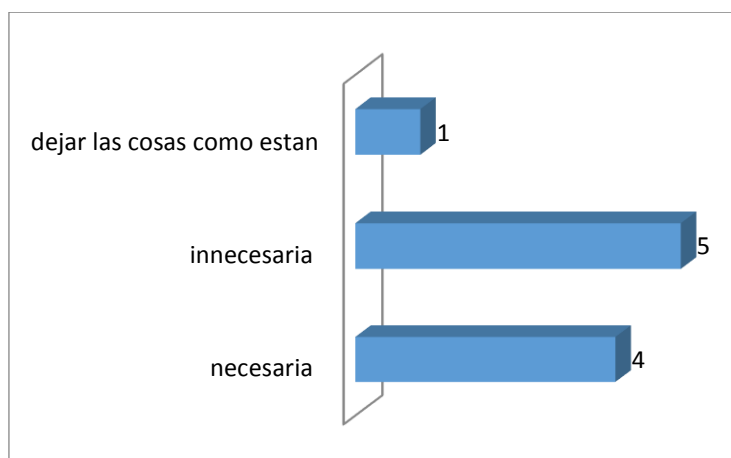 dejar las cosas como estan
1
innecesaria
5
necesaria
4